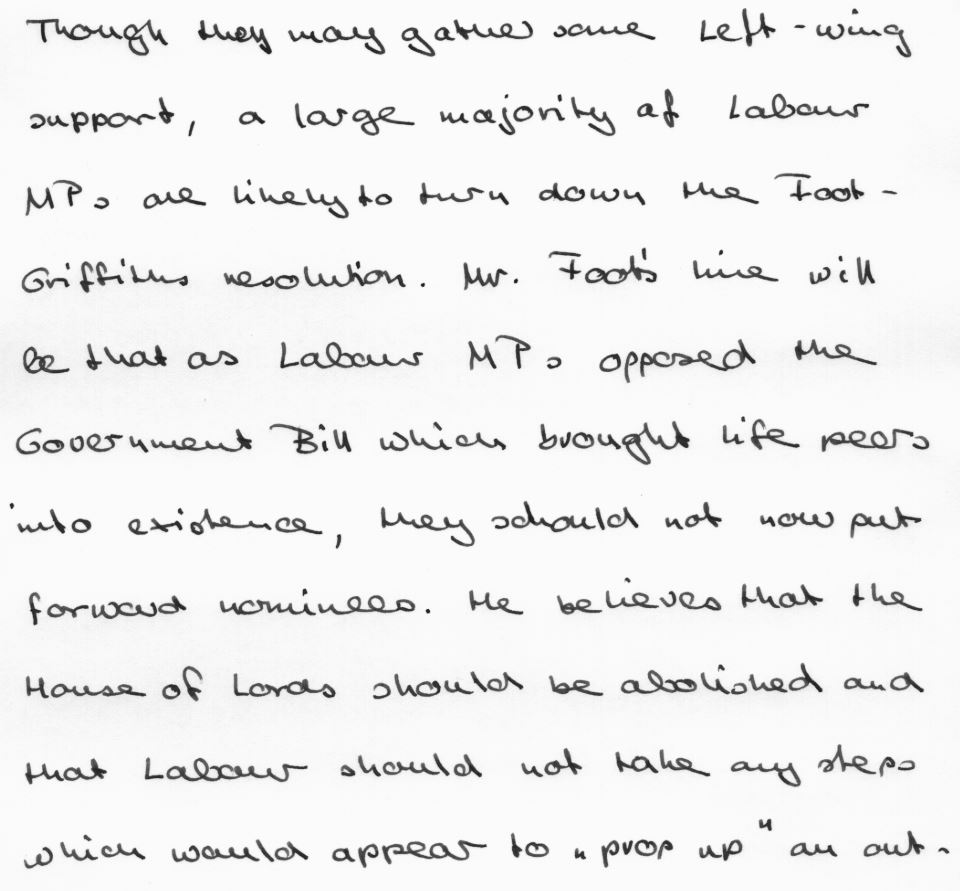 Though they may gather some Left-wing
support, a large majority of Labour
MPs are likely to turn down the Foot-
Griffiths resolution. Mr. Foot's line will
be that as Labour MPs opposed the
Government Bill which brought life peers
into existence, they schould not now put
forward nominees. He believes that the
House of Lords should be abolished and
that Labour should not take any steps
which would appear to „prop up" an out-